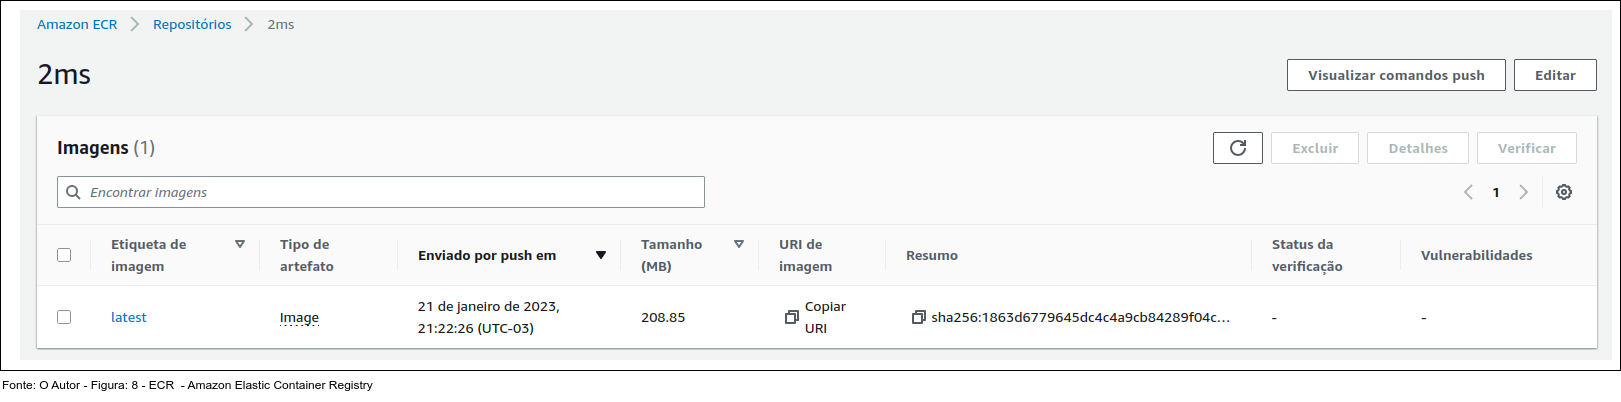 Amazon ECR > Repositórios > 2ms
2ms
Visualizar comandos push
Editar
Imagens (1)
Excluir
Detalhes
Verificar
Encontrar imagens
1
Etiqueta de imagem
Tipo de artefato
Enviado por push em
Tamanho (MB)
URI de imagem
Resumo
Status da verificação
Vulnerabilidades
latest
Image
21 de janeiro de 2023,
21:22:26 (UTC-03)
208.85
Copiar
URI
sha256:1863d6779645dc4c4a9cb84289f04c...
-
-
Fonte: O Autor - Figura: 8 - ECR - Amazon Elastic Container Registry